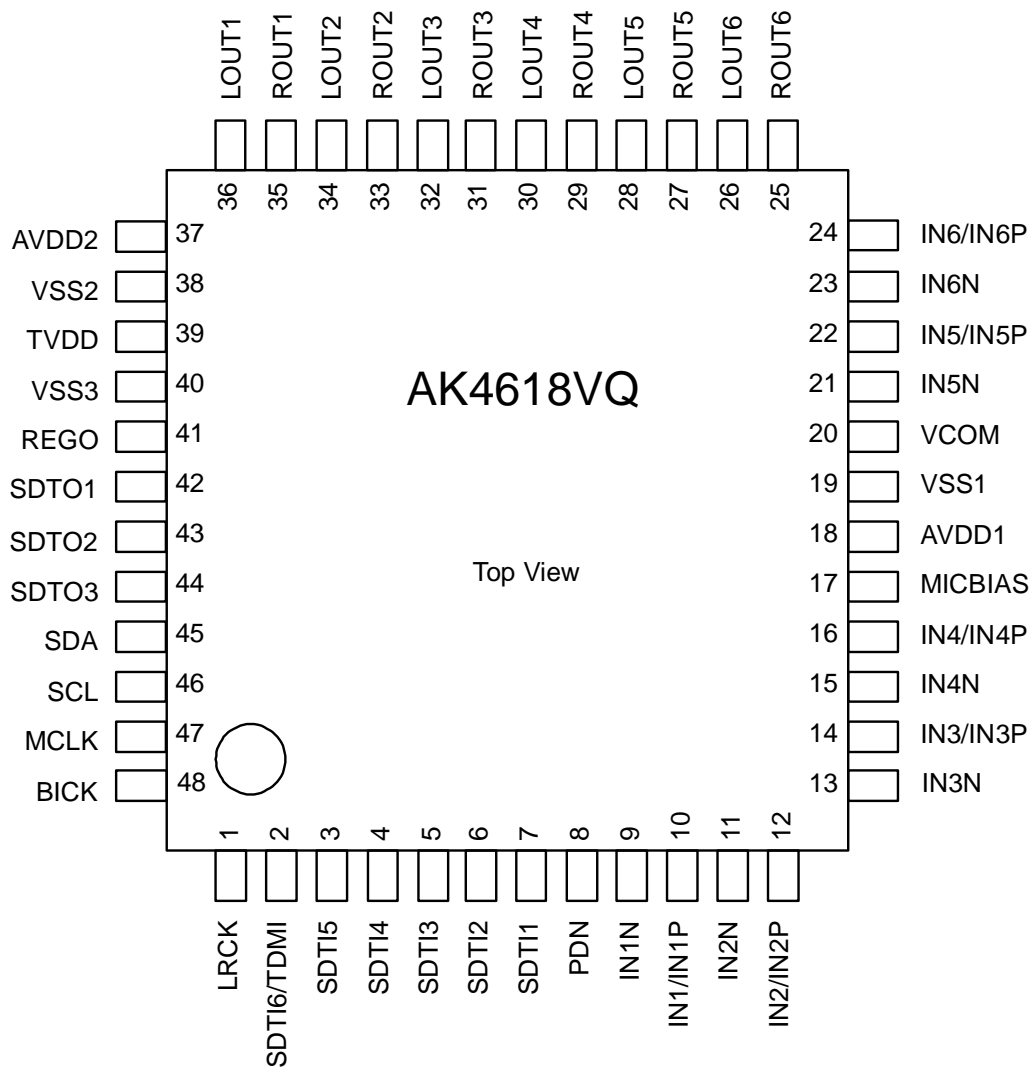 LOUT1
ROUT1
LOUT2
ROUT2
LOUT3
ROUT3
LOUT4
ROUT4
LOUT5
ROUT5
LOUT6
ROUT6
36
35
34
33
32
31
30
29
28
27
26
25
AVDD2 37
VSS2 38
TVDD 39
VSS3 40
REGO 41
SDTO1 42
SDTO2 43
SDTO3 44
SDA 45
SCL 46
MCLK 47
BICK 48
AK4618VQ
Top View
24 IN6/IN6P
23 IN6N
22 IN5/IN5P
21 IN5N
20 VCOM
19 VSS1
18 AVDD1
17 MICBIAS
16 IN4/IN4P
15 IN4N
14 IN3/IN3P
13 IN3N
1
2
3
4
5
6
7
8
9
10
11
12
LRCK
SDTI6/TDMI
SDTI5
SDTI4
SDTI3
SDTI2
SDTI1
PDN
IN1N
IN1/IN1P
IN2N
IN2/IN2P